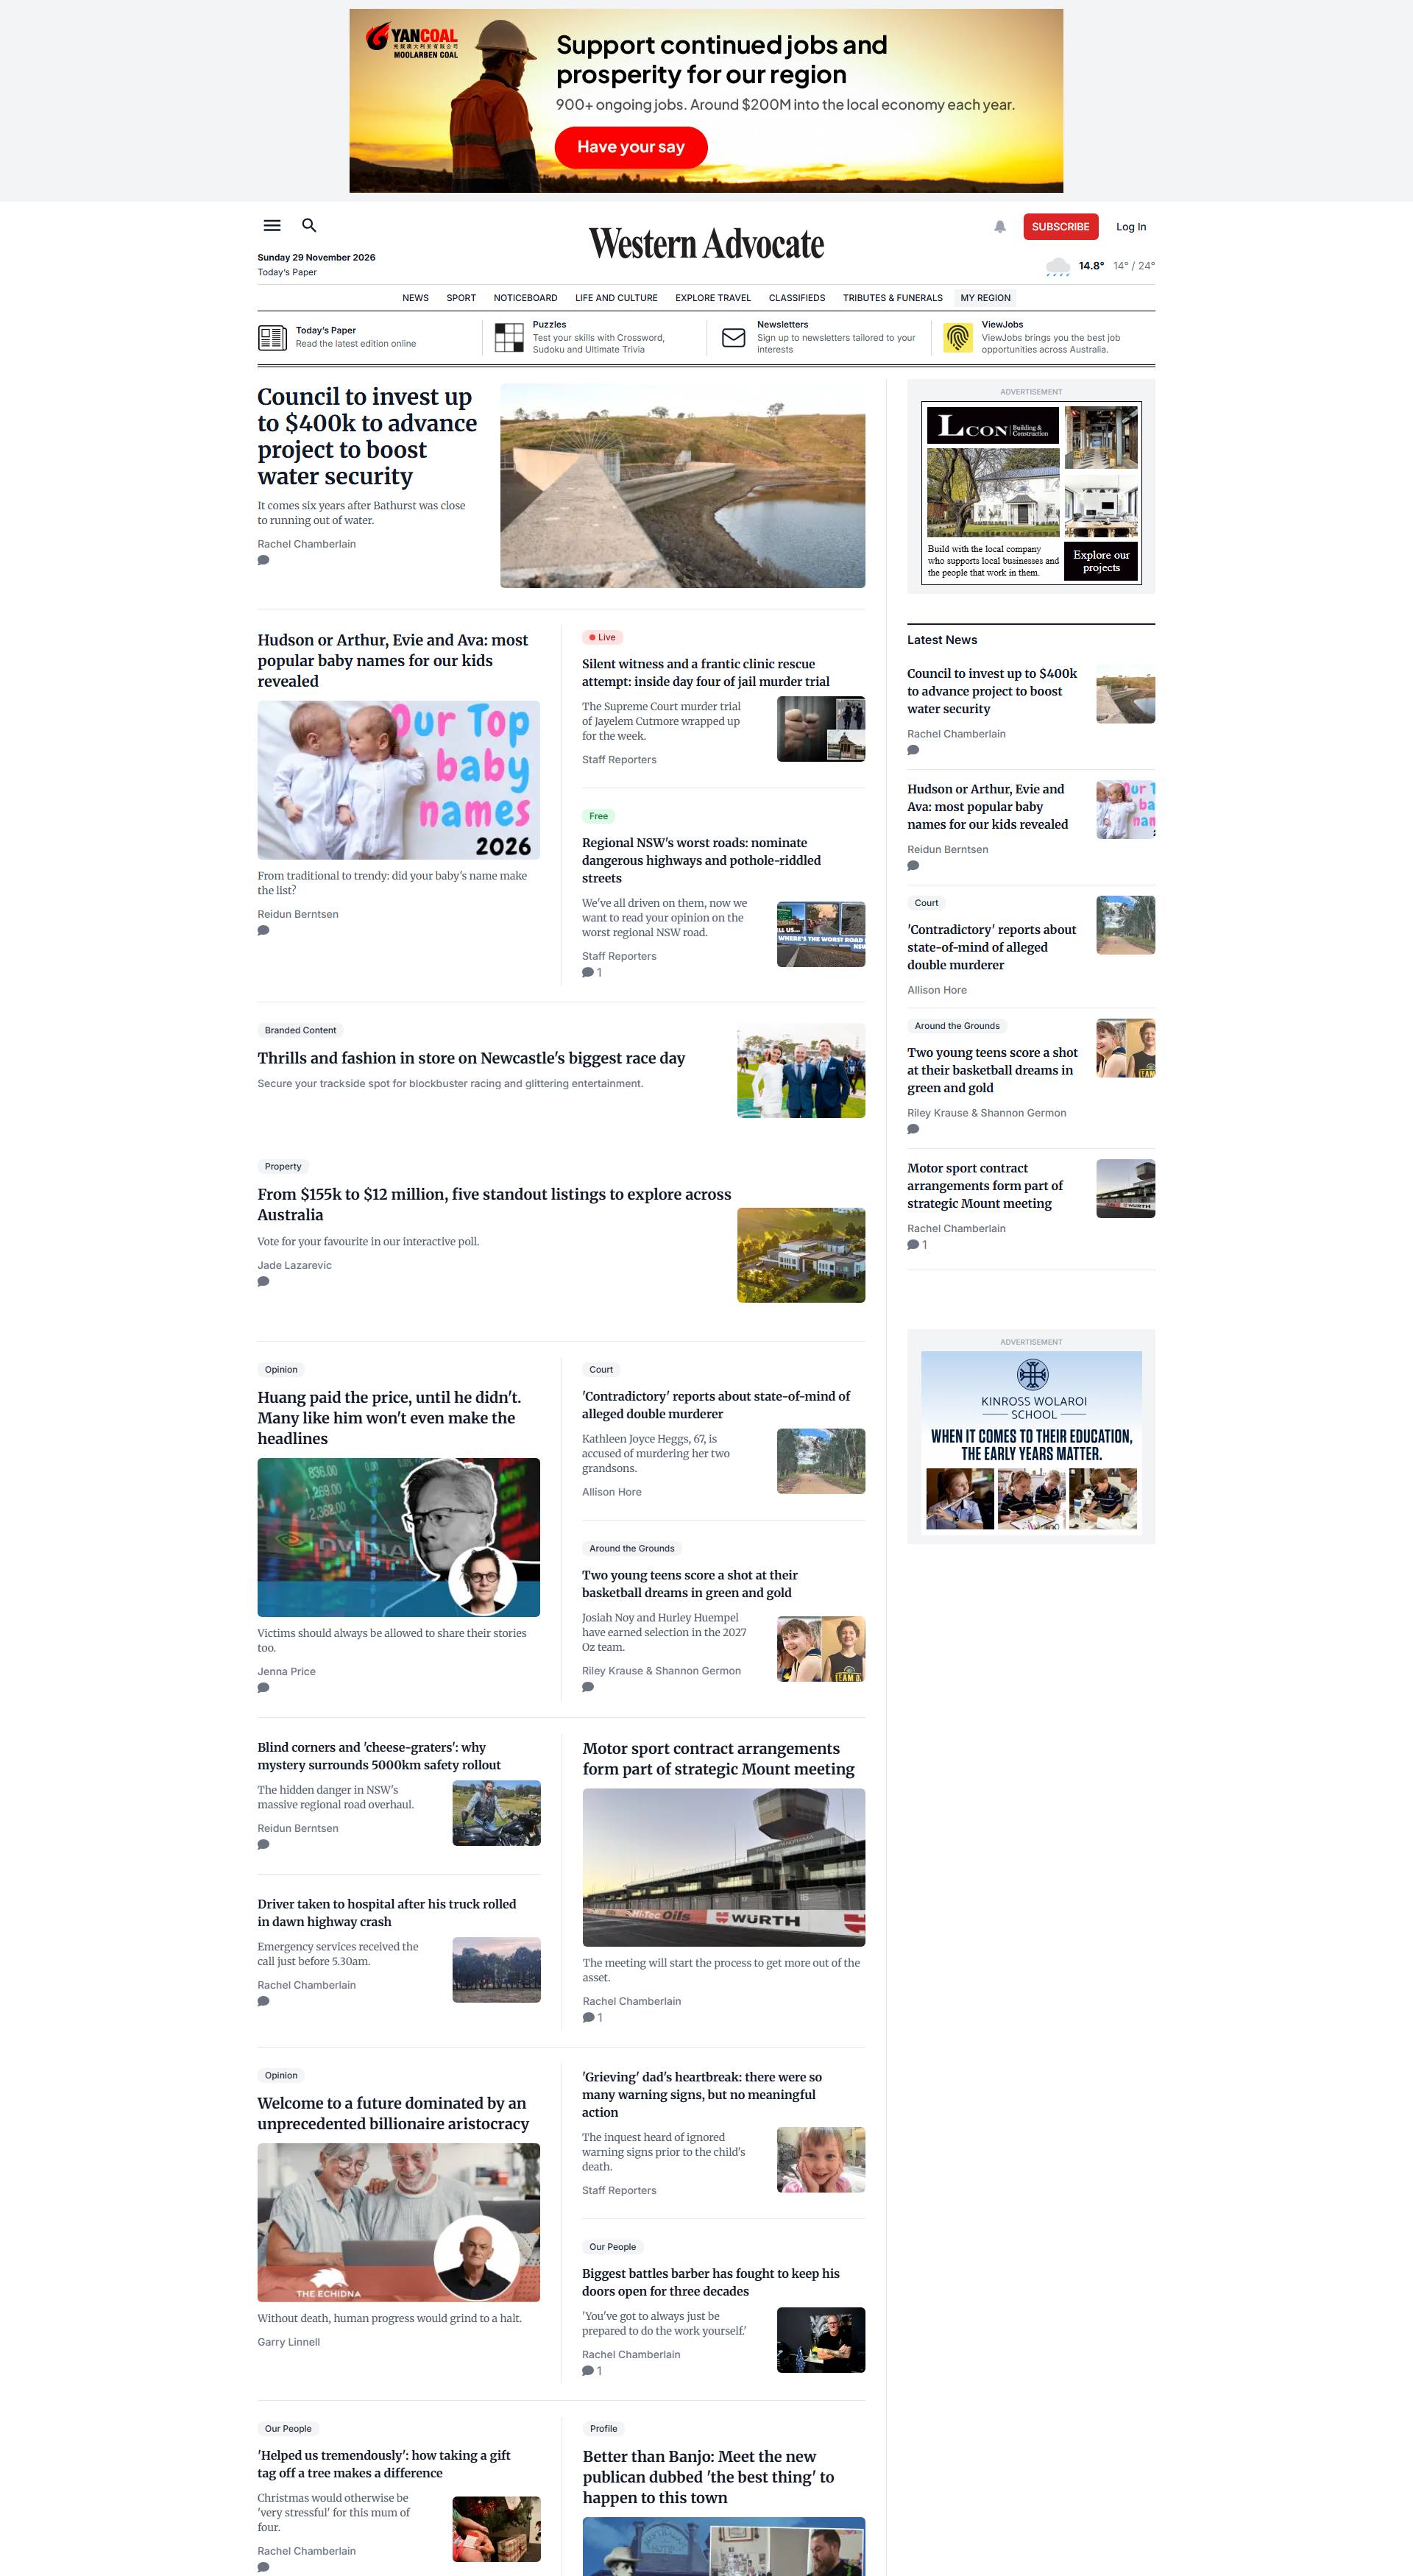 YANCOAL
MOOLARBEN COAL
Support continued jobs and
prosperity for our region
900+ ongoing jobs. Around $200M into the local economy each year.
Have your say
Western Advocate
SUBSCRIBE
Log In
Sunday 29 November 2026
Today's Paper
14.8° 14° / 24°
NEWS SPORT NOTICEBOARD LIFE AND CULTURE EXPLORE TRAVEL CLASSIFIEDS TRIBUTES & FUNERALS MY REGION
Today's Paper
Read the latest edition online
Puzzles
Test your skills with Crossword,
Sudoku and Ultimate Trivia
Newsletters
Sign up to newsletters tailored to your
interests
ViewJobs
ViewJobs brings you the best job
opportunities across Australia.
Council to invest up
to $400k to advance
project to boost
water security
It comes six years after Bathurst was close
to running out of water.
Rachel Chamberlain
Hudson or Arthur, Evie and Ava: most
popular baby names for our kids
revealed
Our Top
baby
names
2026
From traditional to trendy: did your baby's name make
the list?
Reidun Berntsen
Live
Silent witness and a frantic clinic rescue
attempt: inside day four of jail murder trial
The Supreme Court murder trial
of Jayelem Cutmore wrapped up
for the week.
Staff Reporters
Free
Regional NSW's worst roads: nominate
dangerous highways and pothole-riddled
streets
We've all driven on them, now we
want to read your opinion on the
worst regional NSW road.
LL US...
WHERE'S THE WORST ROAD
NSW
Staff Reporters
1
Branded Content
Thrills and fashion in store on Newcastle's biggest race day
Secure your trackside spot for blockbuster racing and glittering entertainment.
Property
From $155k to $12 million, five standout listings to explore across
Australia
Vote for your favourite in our interactive poll.
Jade Lazarevic
Opinion
Huang paid the price, until he didn't.
Many like him won't even make the
headlines
836.00
1,269.00
2,362.00
NVIDIA
Victims should always be allowed to share their stories
too.
Jenna Price
Court
'Contradictory' reports about state-of-mind of
alleged double murderer
Kathleen Joyce Heggs, 67, is
accused of murdering her two
grandsons.
Allison Hore
Around the Grounds
Two young teens score a shot at their
basketball dreams in green and gold
Josiah Noy and Hurley Huempel
have earned selection in the 2027
Oz team.
TEAM
Riley Krause & Shannon Germon
Blind corners and 'cheese-graters': why
mystery surrounds 5000km safety rollout
The hidden danger in NSW's
massive regional road overhaul.
Reidun Berntsen
Driver taken to hospital after his truck rolled
in dawn highway crash
Emergency services received the
call just before 5.30am.
Rachel Chamberlain
Motor sport contract arrangements
form part of strategic Mount meeting
Hi-Tec Oils
WÜRTH
The meeting will start the process to get more out of the
asset.
Rachel Chamberlain
1
Opinion
Welcome to a future dominated by an
unprecedented billionaire aristocracy
THE ECHIDNA
Without death, human progress would grind to a halt.
Garry Linnell
'Grieving' dad's heartbreak: there were so
many warning signs, but no meaningful
action
The inquest heard of ignored
warning signs prior to the child's
death.
Staff Reporters
Our People
Biggest battles barber has fought to keep his
doors open for three decades
'You've got to always just be
prepared to do the work yourself.'
Rachel Chamberlain
1
Our People
'Helped us tremendously': how taking a gift
tag off a tree makes a difference
Christmas would otherwise be
'very stressful' for this mum of
four.
Rachel Chamberlain
Profile
Better than Banjo: Meet the new
publican dubbed 'the best thing' to
happen to this town
ADVERTISEMENT
LCON Building &
Construction
Build with the local company
who supports local businesses and
the people that work in them.
Explore our
projects
Latest News
Council to invest up to $400k
to advance project to boost
water security
Rachel Chamberlain
Hudson or Arthur, Evie and
Ava: most popular baby
names for our kids revealed
Reidun Berntsen
Court
'Contradictory' reports about
state-of-mind of alleged
double murderer
Allison Hore
Around the Grounds
Two young teens score a shot
at their basketball dreams in
green and gold
Riley Krause & Shannon Germon
Motor sport contract
arrangements form part of
strategic Mount meeting
WÜRTH
Rachel Chamberlain
1
ADVERTISEMENT
KINROSS WOLAROI
SCHOOL
WHEN IT COMES TO THEIR EDUCATION,
THE EARLY YEARS MATTER.